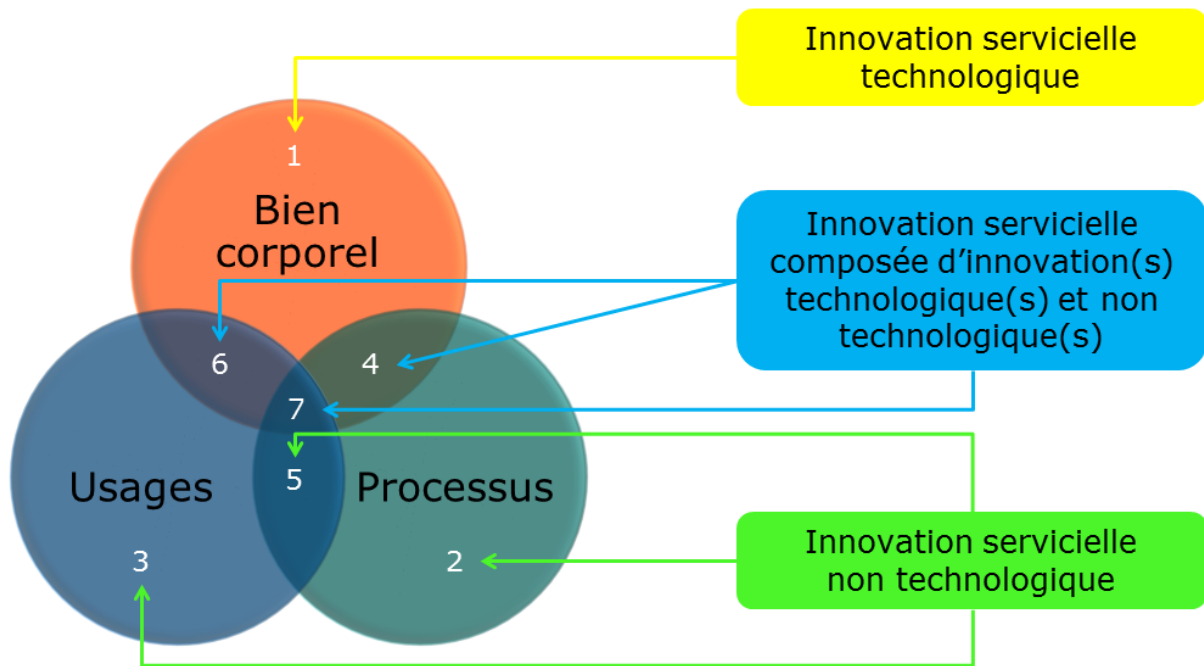 Innovation servicielle
technologique
1
Bien
corporel
Innovation servicielle
composée d’innovation(s)
technologique(s) et non
technologique(s)
6
4
7
Usages
5
Processus
3
2
Innovation servicielle
non technologique